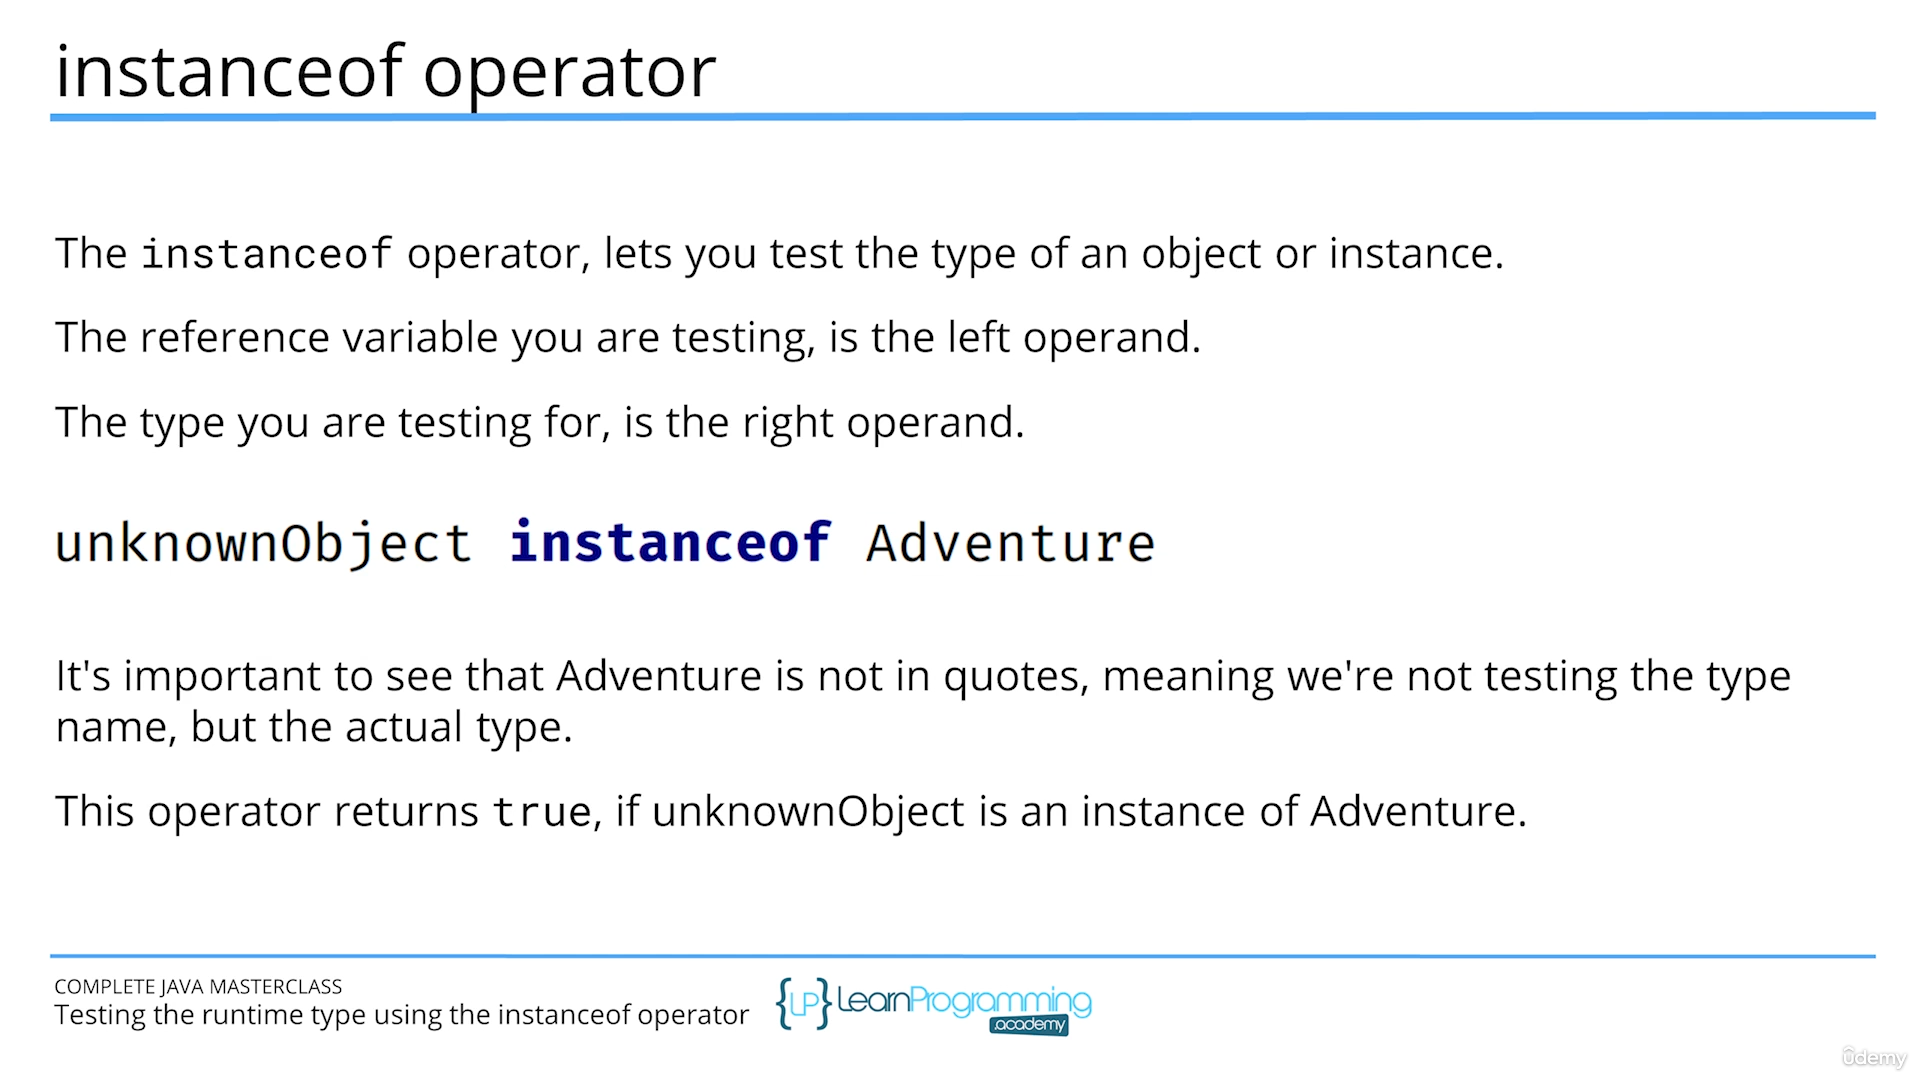 instanceof operator
The instanceof operator, lets you test the type of an object or instance.
The reference variable you are testing, is the left operand.
The type you are testing for, is the right operand.
unknownObject instanceof Adventure
It's important to see that Adventure is not in quotes, meaning we're not testing the type
name, but the actual type.
This operator returns true, if unknownObject is an instance of Adventure.
COMPLETE JAVA MASTERCLASS
Testing the runtime type using the instanceof operator
{LP} LearnProgramming
.academy
ûdemy